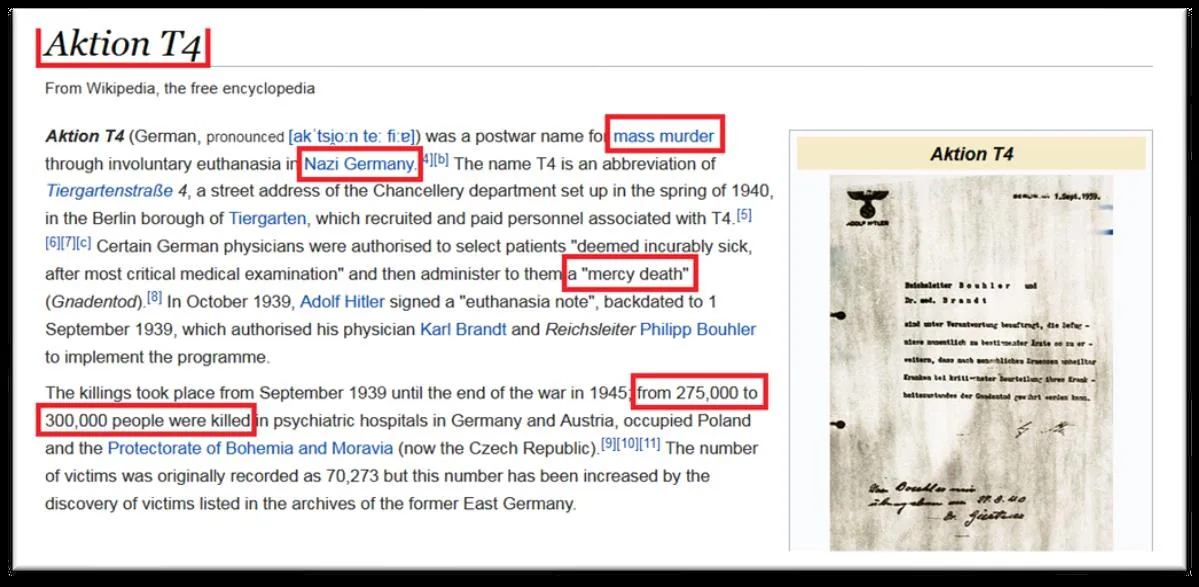 Aktion T4
From Wikipedia, the free encyclopedia
Aktion T4 (German, pronounced [akˈtsi̯oːn teː fiːɐ]) was a postwar name for mass murder
through involuntary euthanasia in Nazi Germany.[4][b] The name T4 is an abbreviation of
Tiergartenstraße 4, a street address of the Chancellery department set up in the spring of 1940,
in the Berlin borough of Tiergarten, which recruited and paid personnel associated with T4.[5]
[6][7][c] Certain German physicians were authorised to select patients "deemed incurably sick,
after most critical medical examination" and then administer to them a "mercy death"
(Gnadentod).[8] In October 1939, Adolf Hitler signed a "euthanasia note", backdated to 1
September 1939, which authorised his physician Karl Brandt and Reichsleiter Philipp Bouhler
to implement the programme.
The killings took place from September 1939 until the end of the war in 1945; from 275,000 to
300,000 people were killed in psychiatric hospitals in Germany and Austria, occupied Poland
and the Protectorate of Bohemia and Moravia (now the Czech Republic).[9][10][11] The number
of victims was originally recorded as 70,273 but this number has been increased by the
discovery of victims listed in the archives of the former East Germany.
Aktion T4
ADOLF HITLER
BERLIN, 1.Sept.1939.
Reichsleiter Bouhler und
Dr. med. Brandt
sind unter Verantwortung beauftragt, die Befug -
nisse namentlich zu bestimmender Ärzte so zu er -
weitern, dass nach menschlichem Ermessen unheilbar
Kranken bei kritischster Beurteilung ihres Krank -
heitszustandes der Gnadentod gewährt werden kann.
Von Bouhler mir
übergeben am 27.8.40
Dr. Gürtner